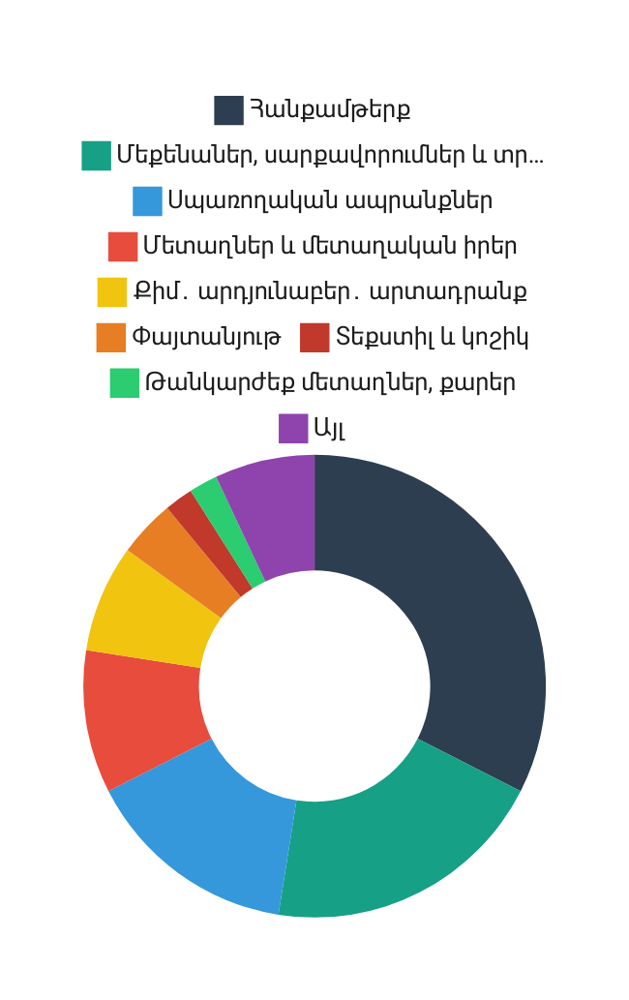 Հանքամթերք
Մեքենաներ, սարքավորումներ և տր...
Սպառողական ապրանքներ
Մետաղներ և մետաղական իրեր
Քիմ․ արդյունաբեր․ արտադրանք
Փայտանյութ Տեքստիլ և կոշիկ
Թանկարժեք մետաղներ, քարեր
Այլ